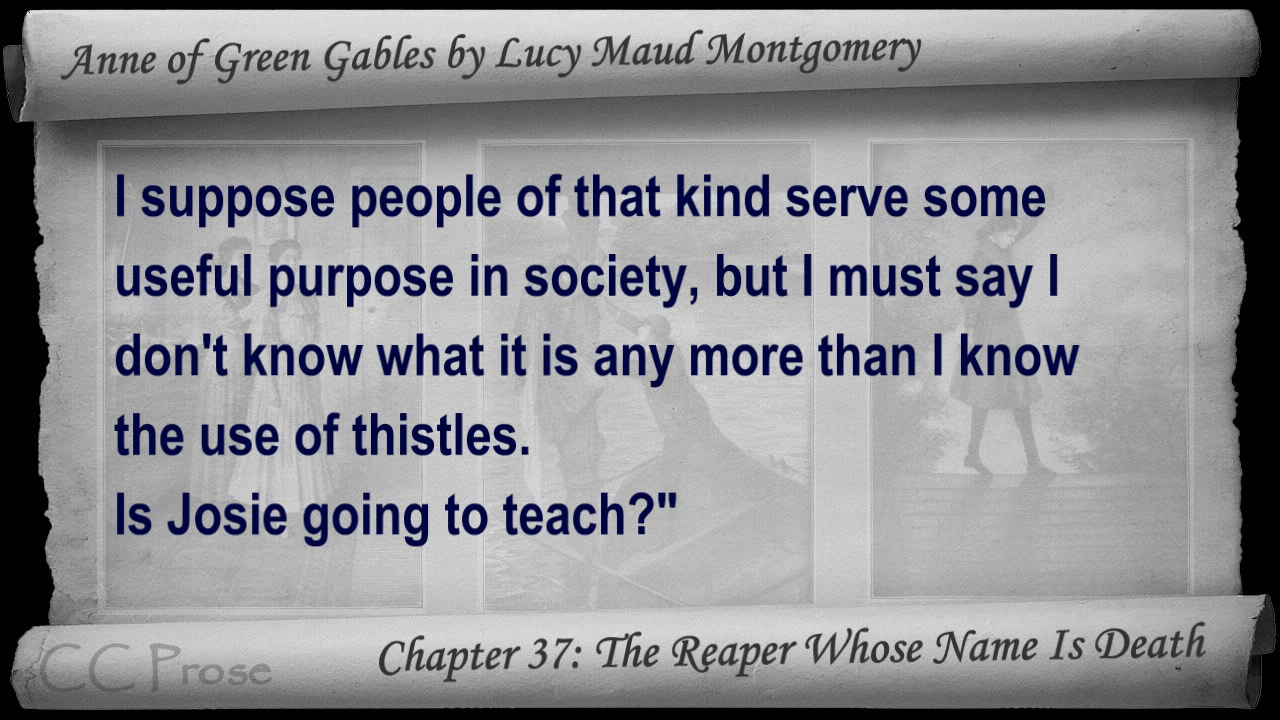 Anne of Green Gables by Lucy Maud Montgomery
I suppose people of that kind serve some
useful purpose in society, but I must say I
don't know what it is any more than I know
the use of thistles.
Is Josie going to teach?"
Chapter 37: The Reaper Whose Name Is Death
CC Prose